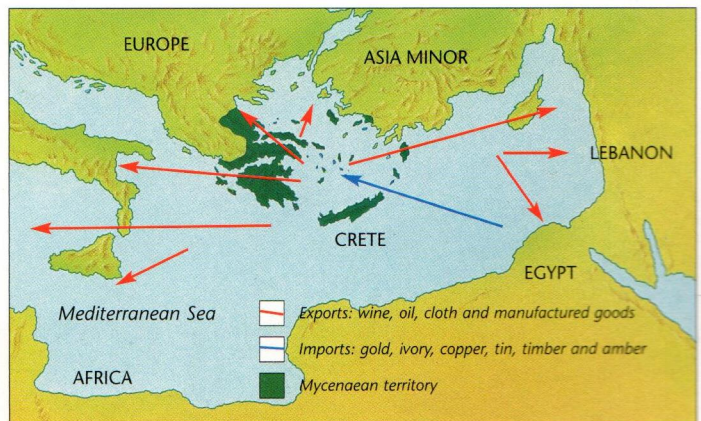 EUROPE
ASIA MINOR
LEBANON
CRETE
EGYPT
Mediterranean Sea
Exports: wine, oil, cloth and manufactured goods
Imports: gold, ivory, copper, tin, timber and amber
AFRICA
Mycenaean territory